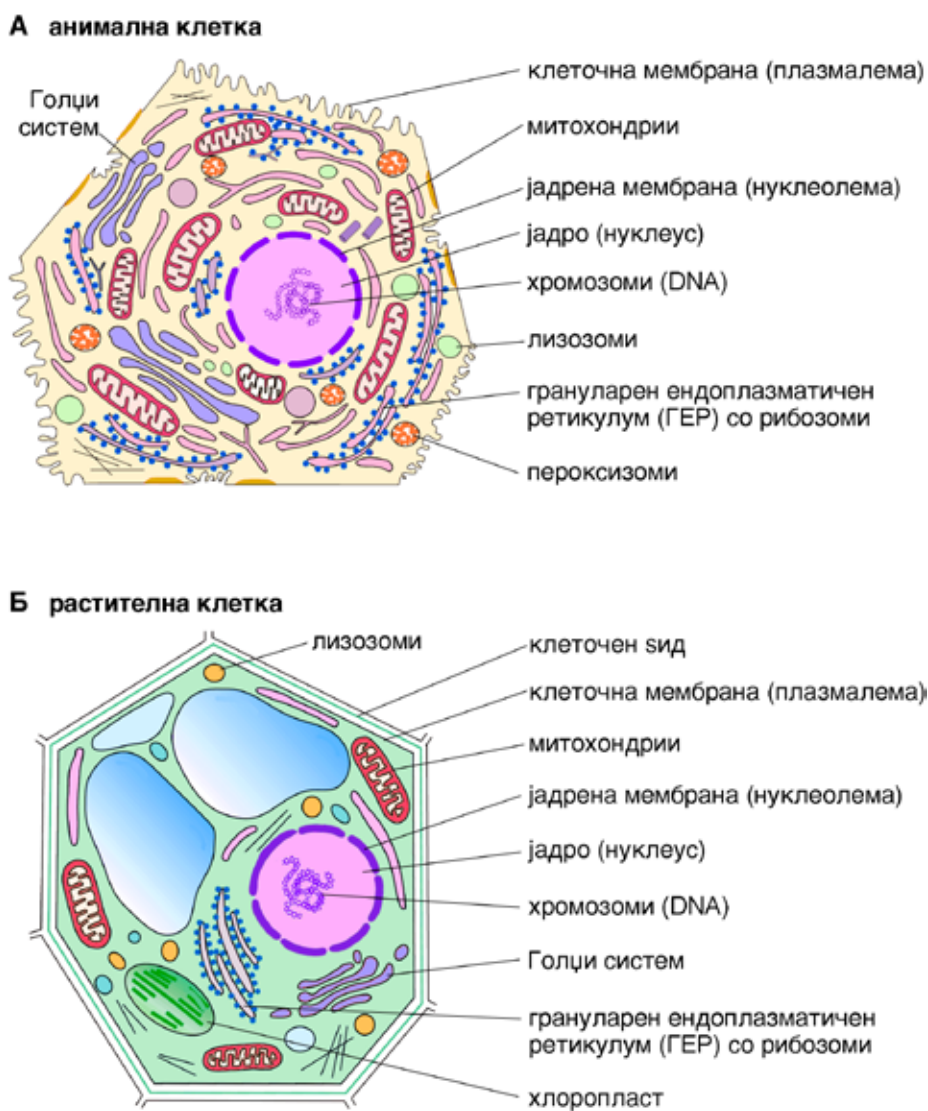 А анимална клетка
Голџи
систем
клеточна мембрана (плазмалема)
митохондрии
јадрена мембрана (нуклеолема)
јадро (нуклеус)
хромозоми (DNA)
лизозоми
грануларен ендоплазматичен
ретикулум (ГЕР) со рибозоми
пероксизоми
Б растителна клетка
лизозоми
клеточен ѕид
клеточна мембрана (плазмалема)
митохондрии
јадрена мембрана (нуклеолема)
јадро (нуклеус)
хромозоми (DNA)
Голџи систем
грануларен ендоплазматичен
ретикулум (ГЕР) со рибозоми
хлоропласт